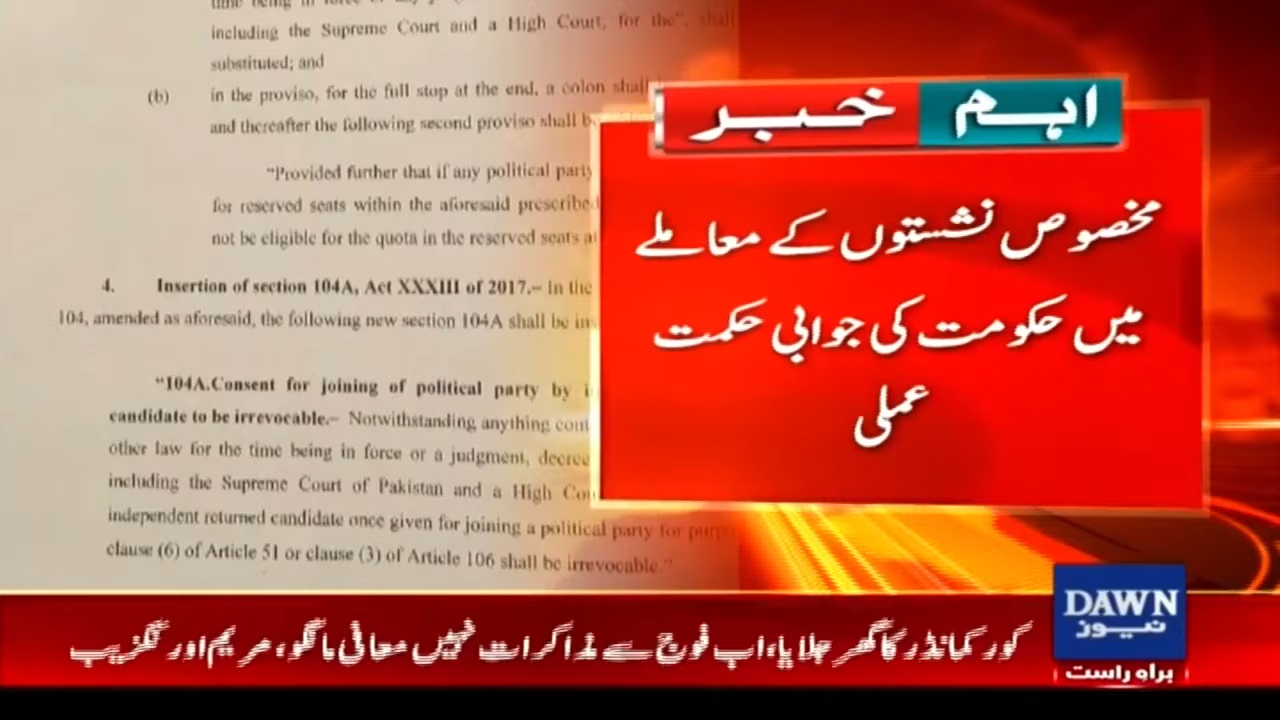 including the Supreme Court and a High Court, for the”, shall
substituted; and
(b) in the proviso, for the full stop at the end, a colon shall
and thereafter the following second proviso shall
“Provided further that if any political party
for reserved seats within the aforesaid prescribed
not be eligible for the quota in the reserved seats
4. Insertion of section 104A, Act XXXIII of 2017.– In the
104, amended as aforesaid, the following new section 104A shall be
“104A.Consent for joining of political party by
candidate to be irrevocable.– Notwithstanding anything
other law for the time being in force or a judgment, decree
including the Supreme Court of Pakistan and a High
independent returned candidate once given for joining a political party for
clause (6) of Article 51 or clause (3) of Article 106 shall be irrevocable.”
اہم خبر
مخصوص نشستوں کے معاملے
میں حکومت کی جوابی حکمت
عملی
کور کمانڈر کا گھر جلایا، اب فوج سے مذاکرات نہیں معافی مانگو، مریم اورنگزیب
DAWN
نیوز
براہ راست